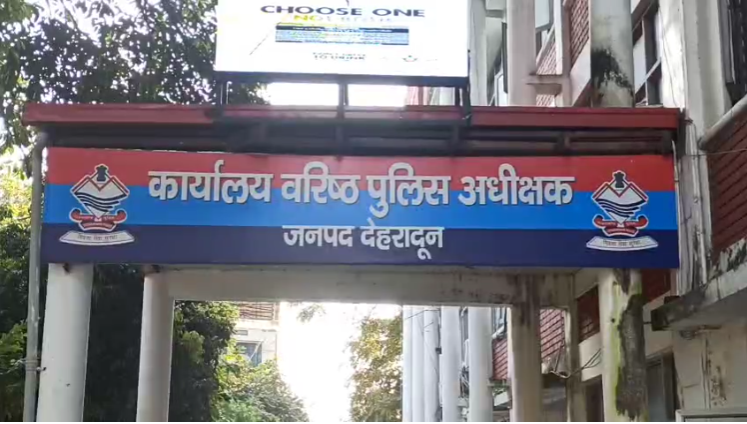 CHOOSE ONE
कार्यालय वरिष्ठ पुलिस अधीक्षक
जनपद देहरादून